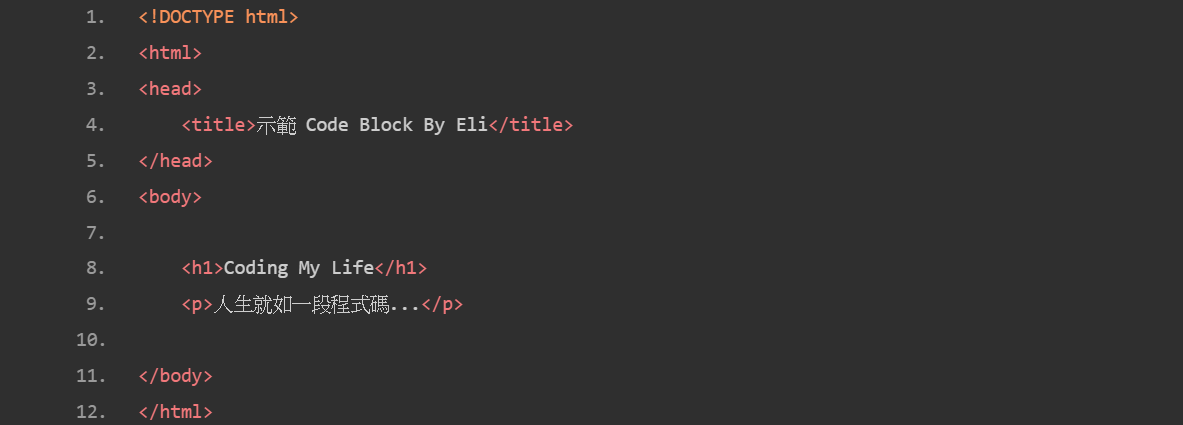 1. <!DOCTYPE html>
2. <html>
3. <head>
4.     <title>示範 Code Block By Eli</title>
5. </head>
6. <body>
7.
8.     <h1>Coding My Life</h1>
9.     <p>人生就如一段程式碼...</p>
10.
11. </body>
12. </html>